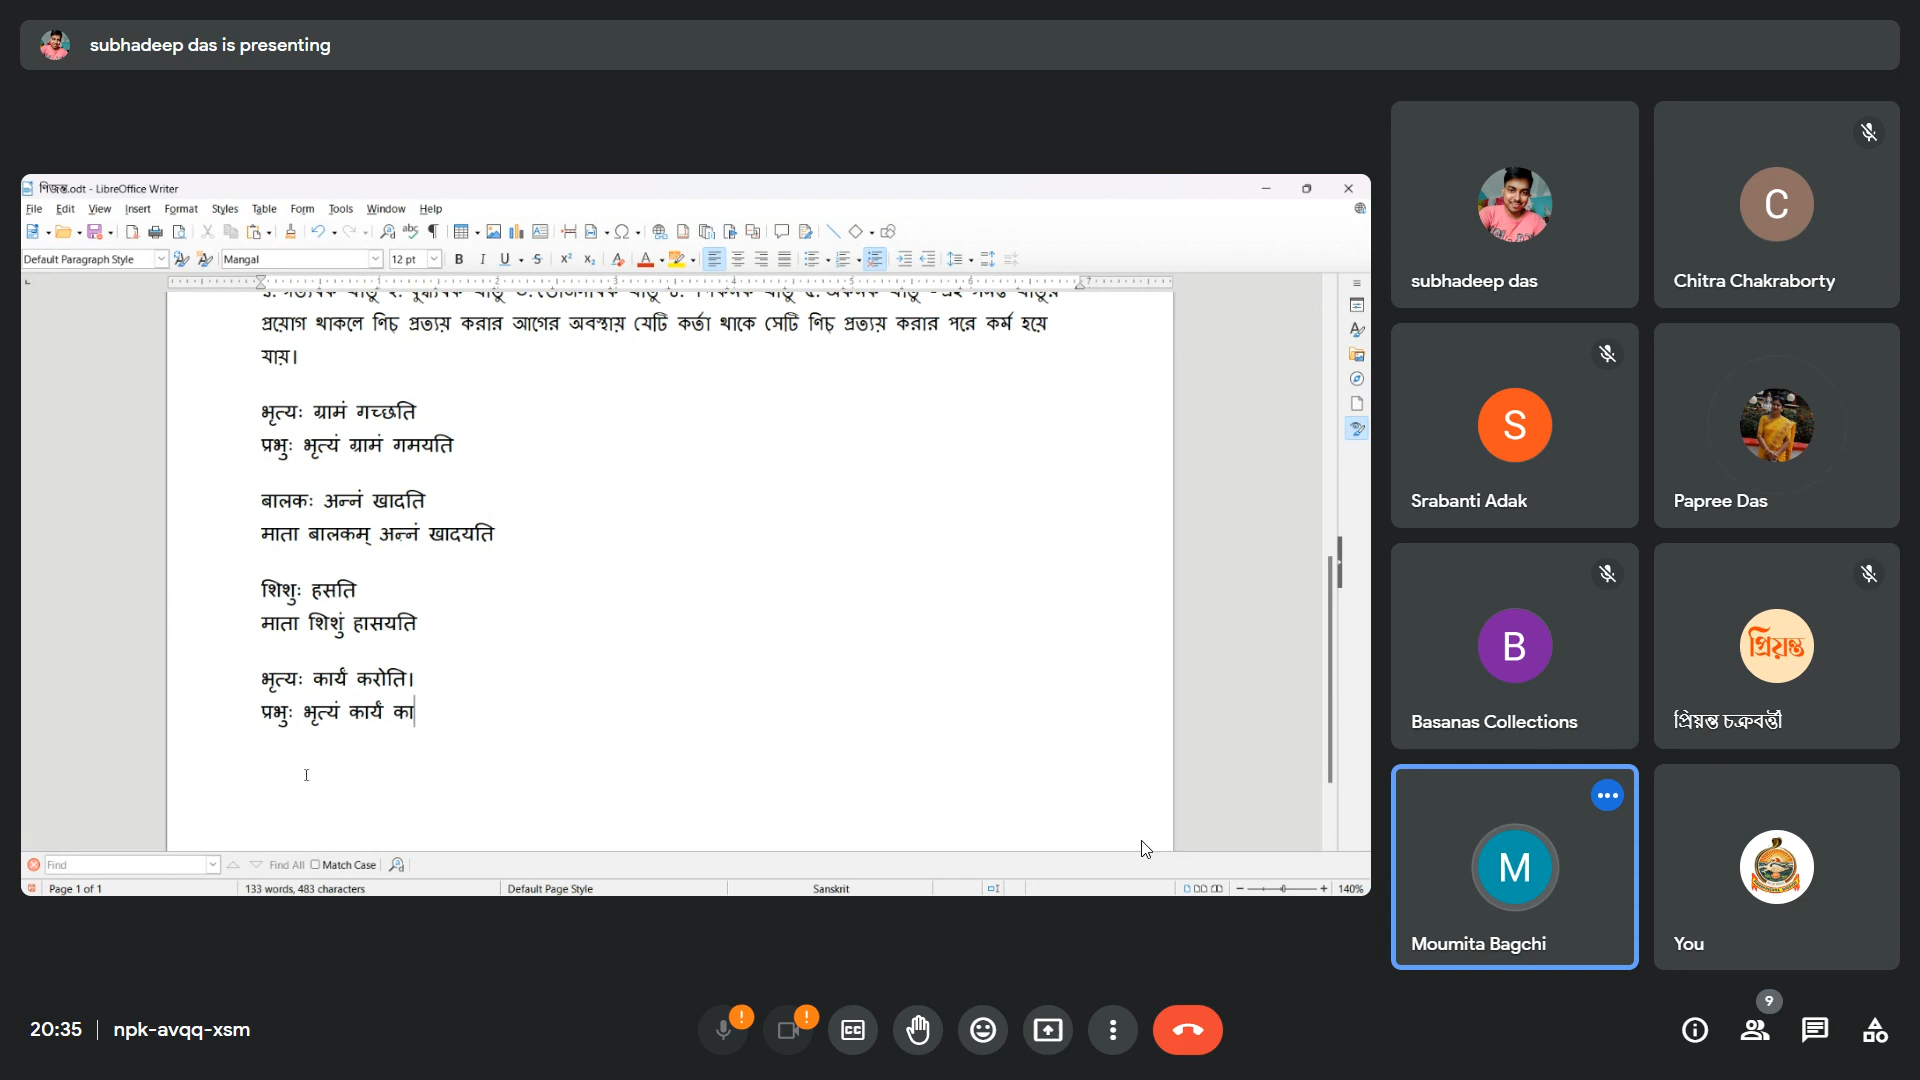 subhadeep das is presenting
ণিজন্ত.odt - LibreOffice Writer
File Edit View Insert Format Styles Table Form Tools Window Help
Default Paragraph Style Mangal 12 pt
প্রয়োগ থাকলে ণিচ্ প্রত্যয় করার আগের অবস্থায় যেটি কর্তা থাকে সেটি ণিচ্ প্রত্যয় করার পরে কর্ম হয়ে
যায়।
भृत्यः ग्रामं गच्छति
प्रभुः भृत्यं ग्रामं गमयति
बालकः अन्नं खादति
माता बालकम् अन्नं खादयति
शिशुः हसति
माता शिशुं हासयति
भृत्यः कार्यं करोति।
प्रभुः भृत्यं कार्यं का
Find Find All Match Case
Page 1 of 1 133 words, 483 characters Default Page Style Sanskrit 140%
subhadeep das
C
Chitra Chakraborty
S
Srabanti Adak
Papree Das
B
Basanas Collections
প্রিয়ন্ত
প্রিয়ন্ত চক্রবর্ত্তী
M
Moumita Bagchi
You
20:35 | npk-avqq-xsm
9